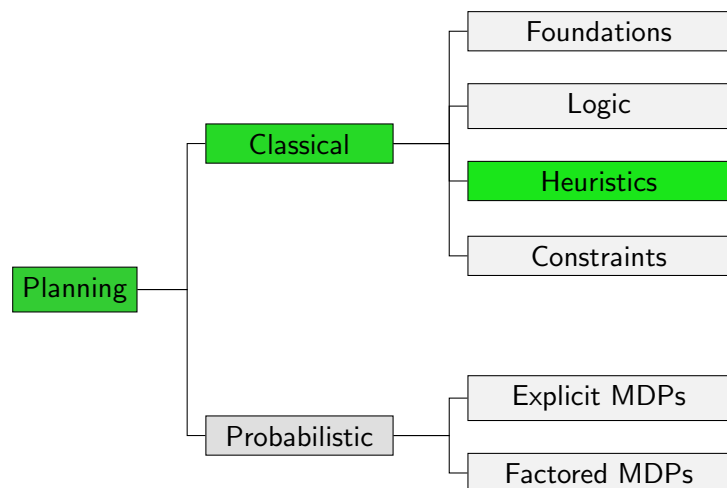 Planning
Classical
Foundations
Logic
Heuristics
Constraints
Probabilistic
Explicit MDPs
Factored MDPs